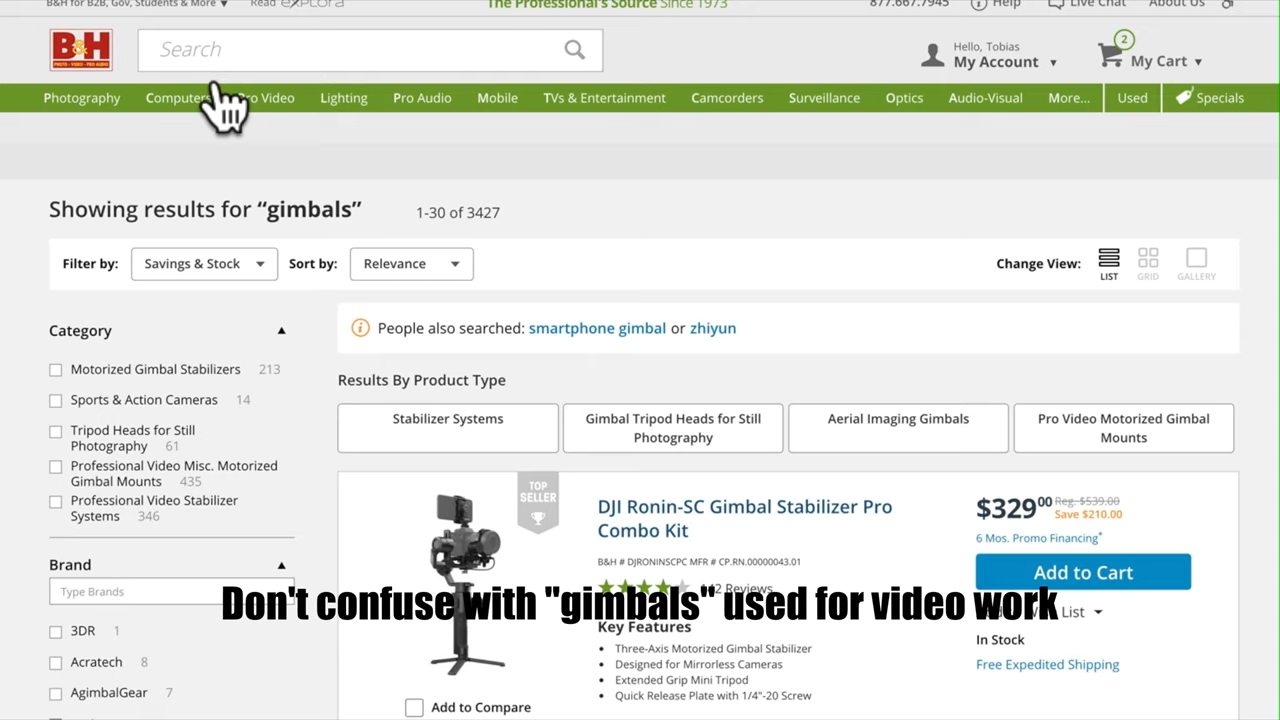 B&H for B2B, Gov, Students & More
Read eXPLORA
The Professional's Source Since 1973
877.667.7945
Help
Live Chat
About Us
B&H
PHOTO - VIDEO - PRO AUDIO
Search
Hello, Tobias
My Account
2
My Cart
Photography
Computers
Pro Video
Lighting
Pro Audio
Mobile
TVs & Entertainment
Camcorders
Surveillance
Optics
Audio-Visual
More...
Used
Specials
Showing results for “gimbals”
1-30 of 3427
Filter by:
Savings & Stock
Sort by:
Relevance
Change View:
LIST
GRID
GALLERY
Category
Motorized Gimbal Stabilizers 213
Sports & Action Cameras 14
Tripod Heads for Still
Photography 61
Professional Video Misc. Motorized
Gimbal Mounts 435
Professional Video Stabilizer
Systems 346
Brand
Type Brands
3DR 1
Acratech 8
AgimbalGear 7
People also searched: smartphone gimbal or zhiyun
Results By Product Type
Stabilizer Systems
Gimbal Tripod Heads for Still
Photography
Aerial Imaging Gimbals
Pro Video Motorized Gimbal
Mounts
TOP
SELLER
DJI Ronin-SC Gimbal Stabilizer Pro
Combo Kit
B&H # DJRONINSCPC MFR # CP.RN.00000043.01
Reviews
Key Features
Three-Axis Motorized Gimbal Stabilizer
Designed for Mirrorless Cameras
Extended Grip Mini Tripod
Quick Release Plate with 1/4"-20 Screw
Add to Compare
$329 00
Reg. $539.00
Save $210.00
6 Mos. Promo Financing*
Add to Cart
List
In Stock
Free Expedited Shipping
Don't confuse with "gimbals" used for video work